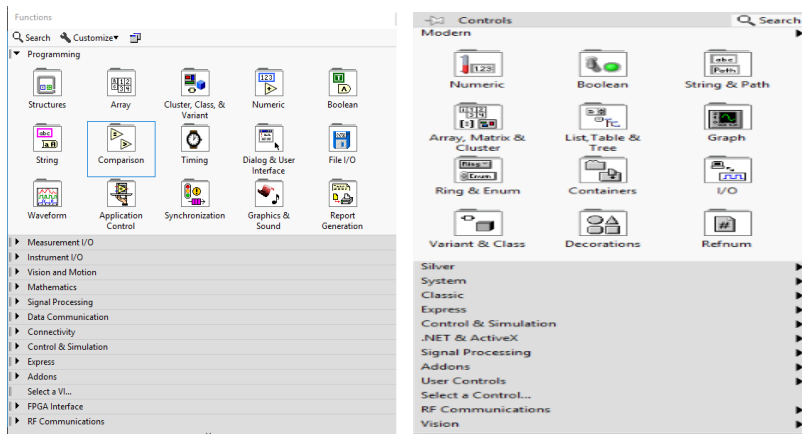 Functions
Search Customize
Programming
Structures Array Cluster, Class, & Variant Numeric Boolean
String Comparison Timing Dialog & User Interface File I/O
Waveform Application Control Synchronization Graphics & Sound Report Generation
Measurement I/O
Instrument I/O
Vision and Motion
Mathematics
Signal Processing
Data Communication
Connectivity
Control & Simulation
Express
Addons
Select a VI...
FPGA Interface
RF Communications
Controls Search
Modern
Numeric Boolean String & Path
Array, Matrix & Cluster List, Table & Tree Graph
Ring & Enum Containers I/O
Variant & Class Decorations Refnum
Silver
System
Classic
Express
Control & Simulation
.NET & ActiveX
Signal Processing
Addons
User Controls
Select a Control...
RF Communications
Vision